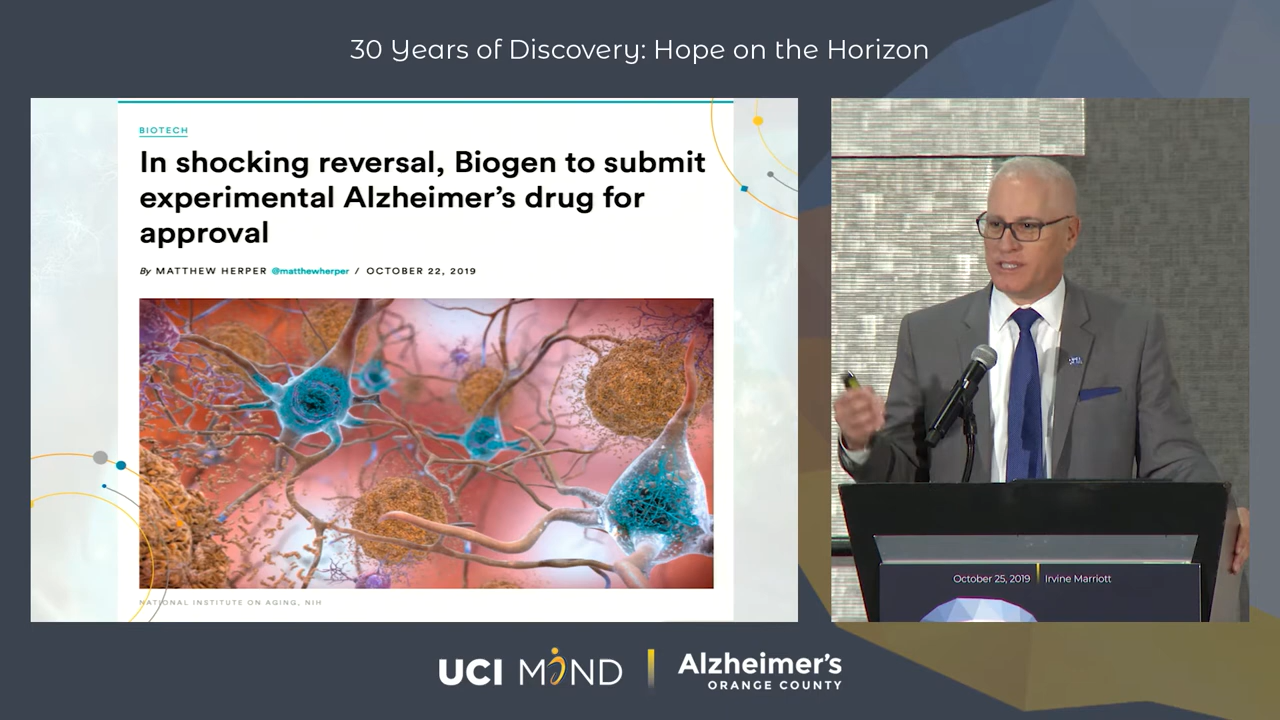 30 Years of Discovery: Hope on the Horizon
BIOTECH
In shocking reversal, Biogen to submit
experimental Alzheimer's drug for
approval
By MATTHEW HERPER @matthewherper / OCTOBER 22, 2019
NATIONAL INSTITUTE ON AGING, NIH
October 25, 2019 | Irvine Marriott
UCI MIND | Alzheimer's
ORANGE COUNTY